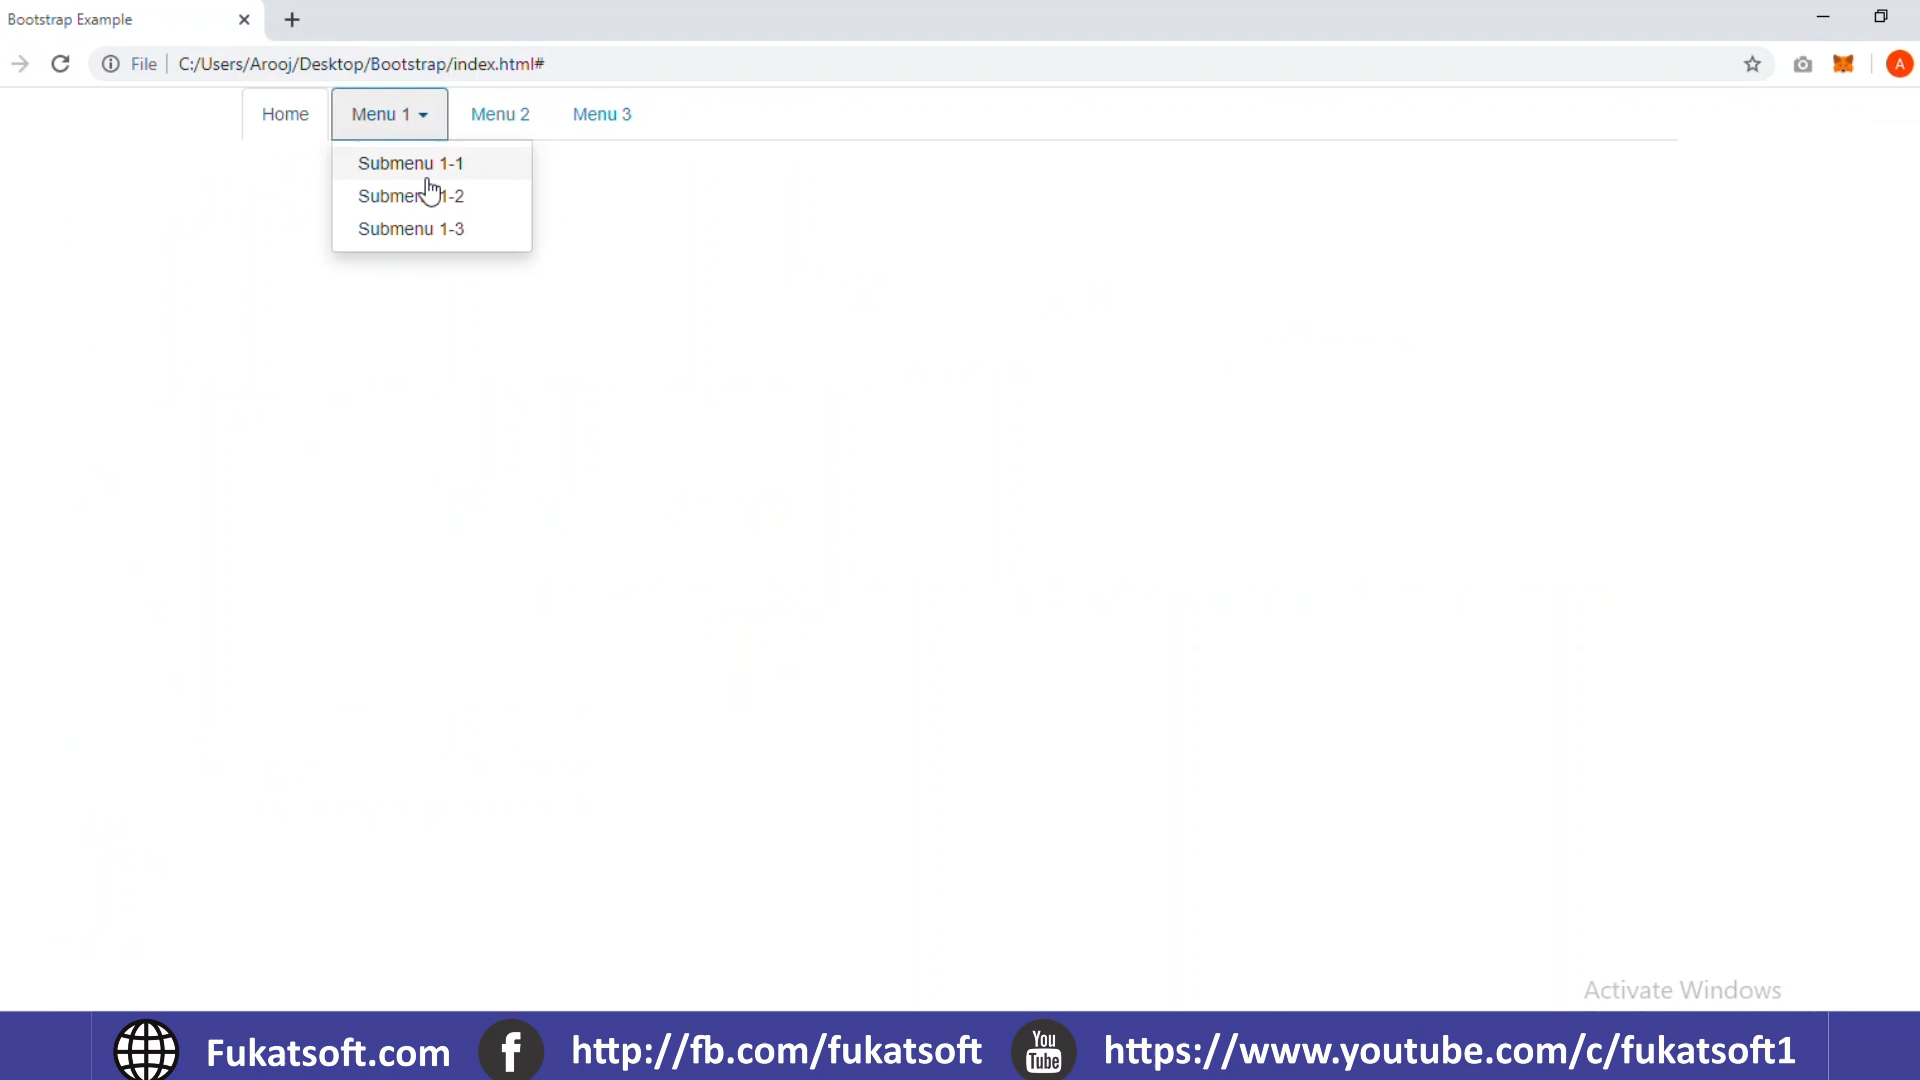 Bootstrap Example
File C:/Users/Arooj/Desktop/Bootstrap/index.html#
A
Home Menu 1 Menu 2 Menu 3
Submenu 1-1
Submenu 1-2
Submenu 1-3
Activate Windows
Fukatsoft.com f http://fb.com/fukatsoft You Tube https://www.youtube.com/c/fukatsoft1